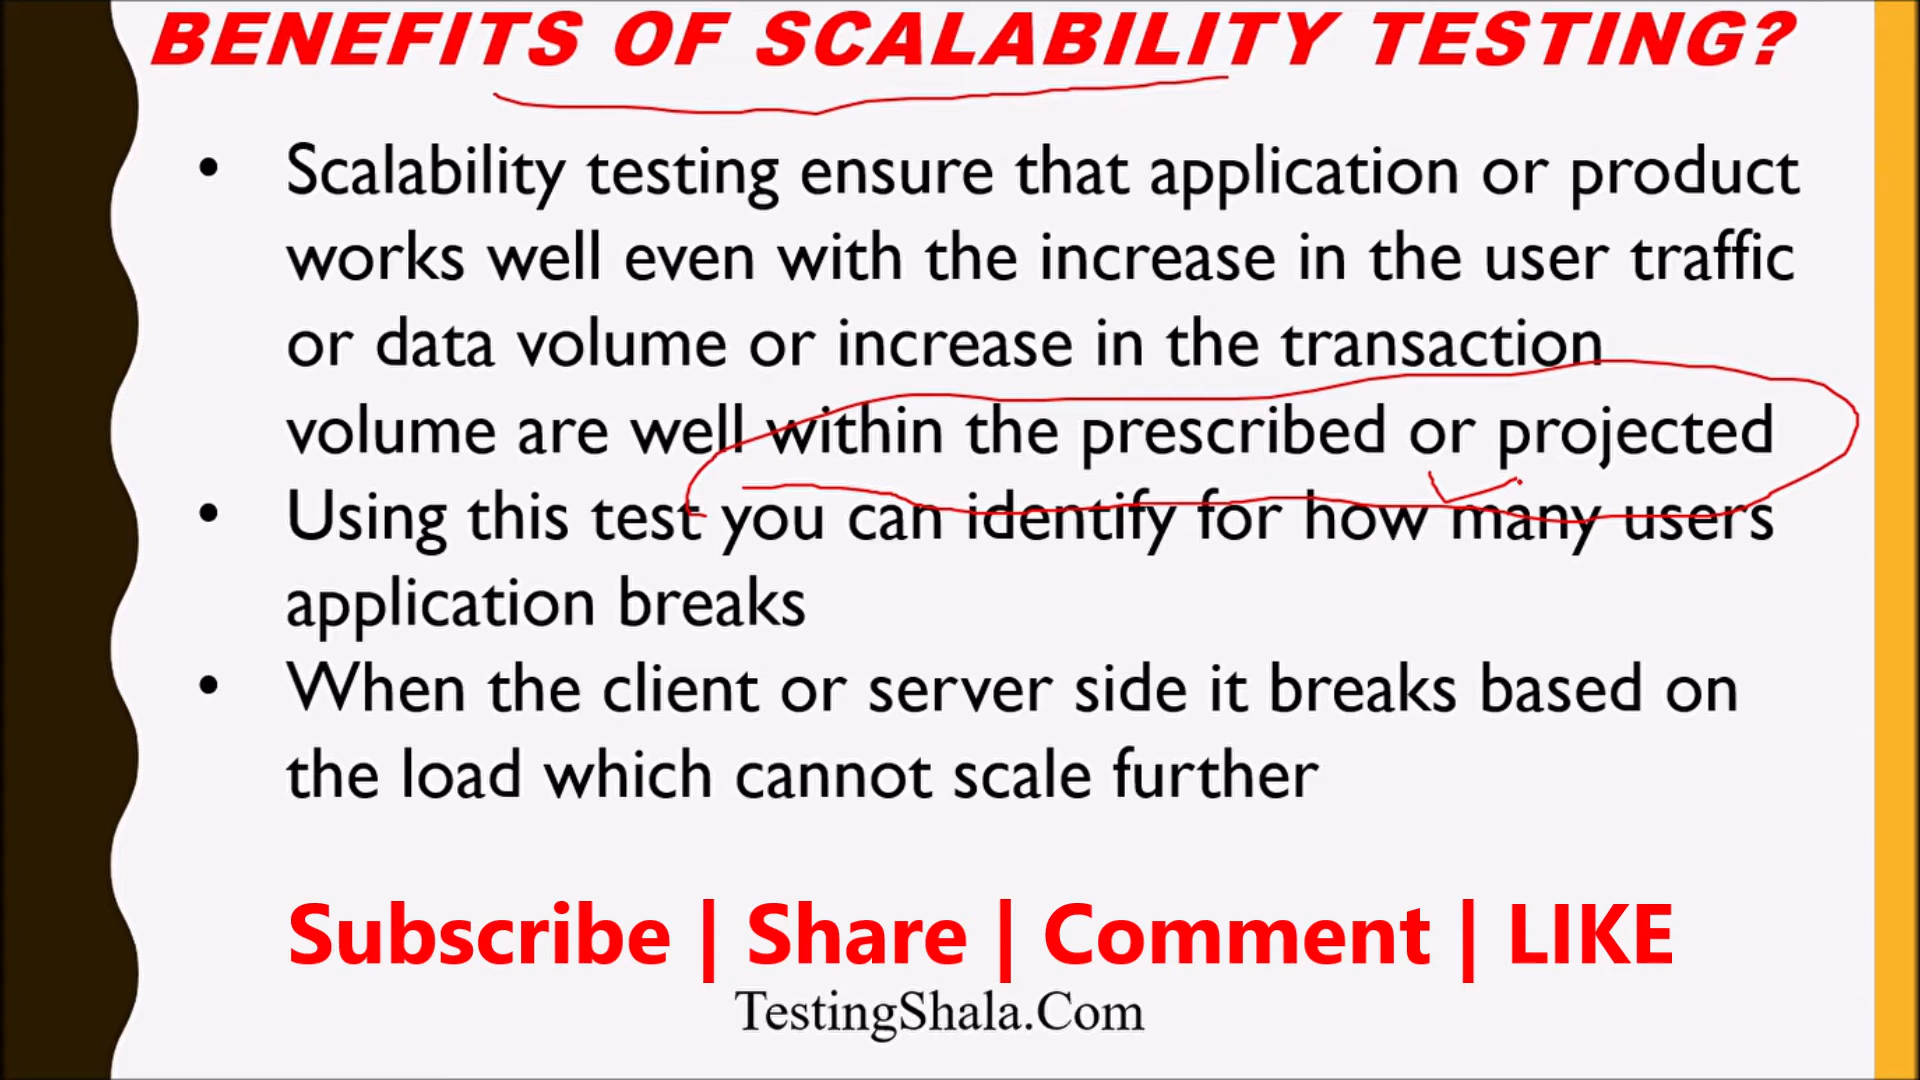 BENEFITS OF SCALABILITY TESTING?
• Scalability testing ensure that application or product
works well even with the increase in the user traffic
or data volume or increase in the transaction
volume are well within the prescribed or projected
• Using this test you can identify for how many users
application breaks
• When the client or server side it breaks based on
the load which cannot scale further
Subscribe | Share | Comment | LIKE
TestingShala.Com